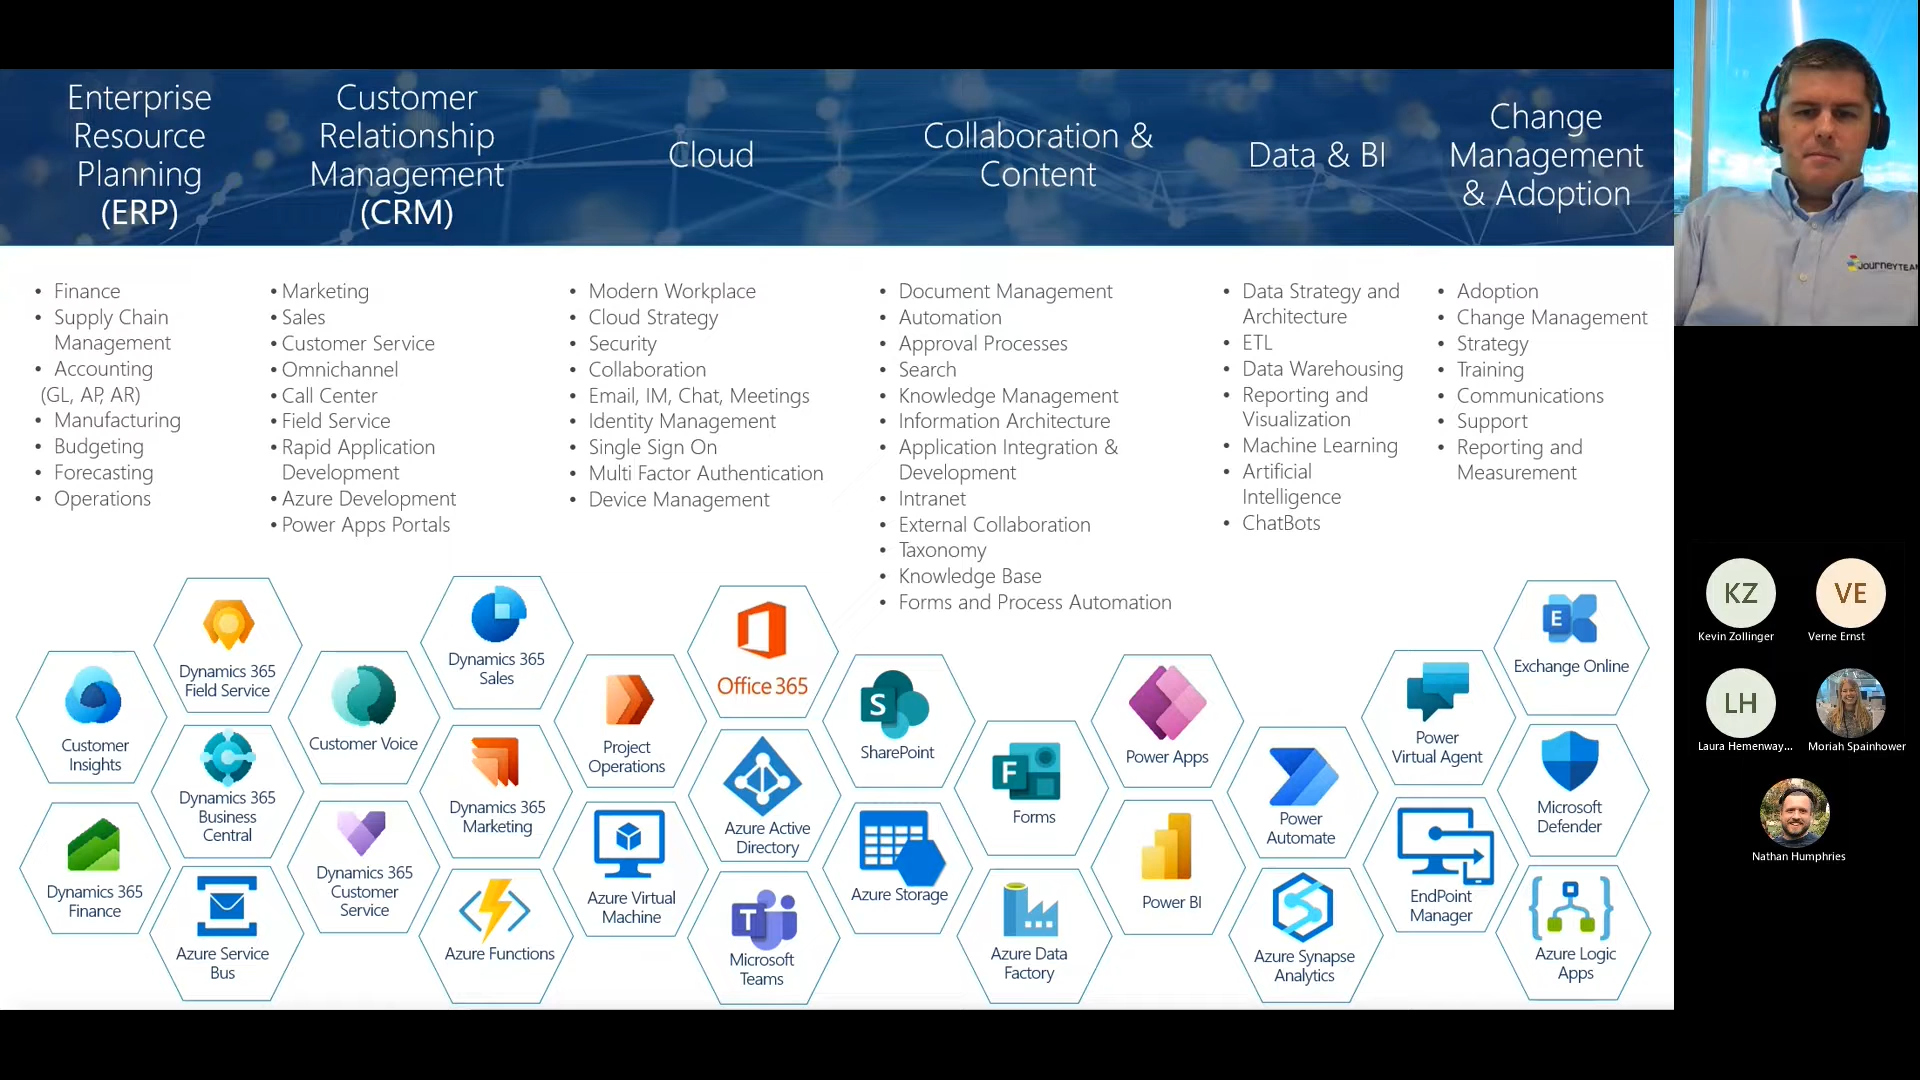 Enterprise
Resource
Planning
(ERP)
Customer
Relationship
Management
(CRM)
Cloud
Collaboration &
Content
Data & BI
Change
Management
& Adoption
• Finance
• Supply Chain
Management
• Accounting
(GL, AP, AR)
• Manufacturing
• Budgeting
• Forecasting
• Operations
• Marketing
• Sales
• Customer Service
• Omnichannel
• Call Center
• Field Service
• Rapid Application
Development
• Azure Development
• Power Apps Portals
• Modern Workplace
• Cloud Strategy
• Security
• Collaboration
• Email, IM, Chat, Meetings
• Identity Management
• Single Sign On
• Multi Factor Authentication
• Device Management
• Document Management
• Automation
• Approval Processes
• Search
• Knowledge Management
• Information Architecture
• Application Integration &
Development
• Intranet
• External Collaboration
• Taxonomy
• Knowledge Base
• Forms and Process Automation
• Data Strategy and
Architecture
• ETL
• Data Warehousing
• Reporting and
Visualization
• Machine Learning
• Artificial
Intelligence
• ChatBots
• Adoption
• Change Management
• Strategy
• Training
• Communications
• Support
• Reporting and
Measurement
Customer
Insights
Dynamics 365
Finance
Dynamics 365
Field Service
Dynamics 365
Business
Central
Azure Service
Bus
Customer Voice
Dynamics 365
Customer
Service
Dynamics 365
Sales
Dynamics 365
Marketing
Azure Functions
Project
Operations
Azure Virtual
Machine
Office 365
Azure Active
Directory
T
Microsoft
Teams
S
SharePoint
Azure Storage
F
Forms
Azure Data
Factory
Power Apps
Power BI
Power
Automate
Azure Synapse
Analytics
Power
Virtual Agent
EndPoint
Manager
E
Exchange Online
Microsoft
Defender
Azure Logic
Apps
JOURNEYTEAM
KZ
Kevin Zollinger
VE
Verne Ernst
LH
Laura Hemenway...
Moriah Spainhower
Nathan Humphries